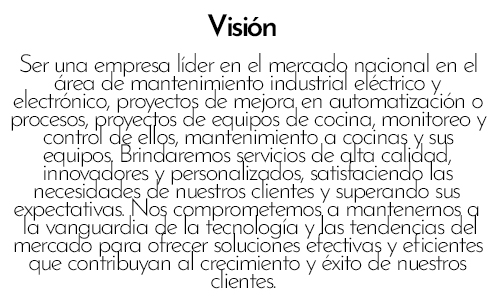 Visión
Ser una empresa líder en el mercado nacional en el
área de mantenimiento industrial eléctrico y
electrónico, proyectos de mejora en automatización o
procesos, proyectos de equipos de cocina, monitoreo y
control de ellos, mantenimiento a cocinas y sus
equipos. Brindaremos servicios de alta calidad,
innovadores y personalizados, satisfaciendo las
necesidades de nuestros clientes y superando sus
expectativas. Nos comprometemos a mantenernos a
la vanguardia de la tecnología y las tendencias del
mercado para ofrecer soluciones efectivas y eficientes
que contribuyan al crecimiento y éxito de nuestros
clientes.